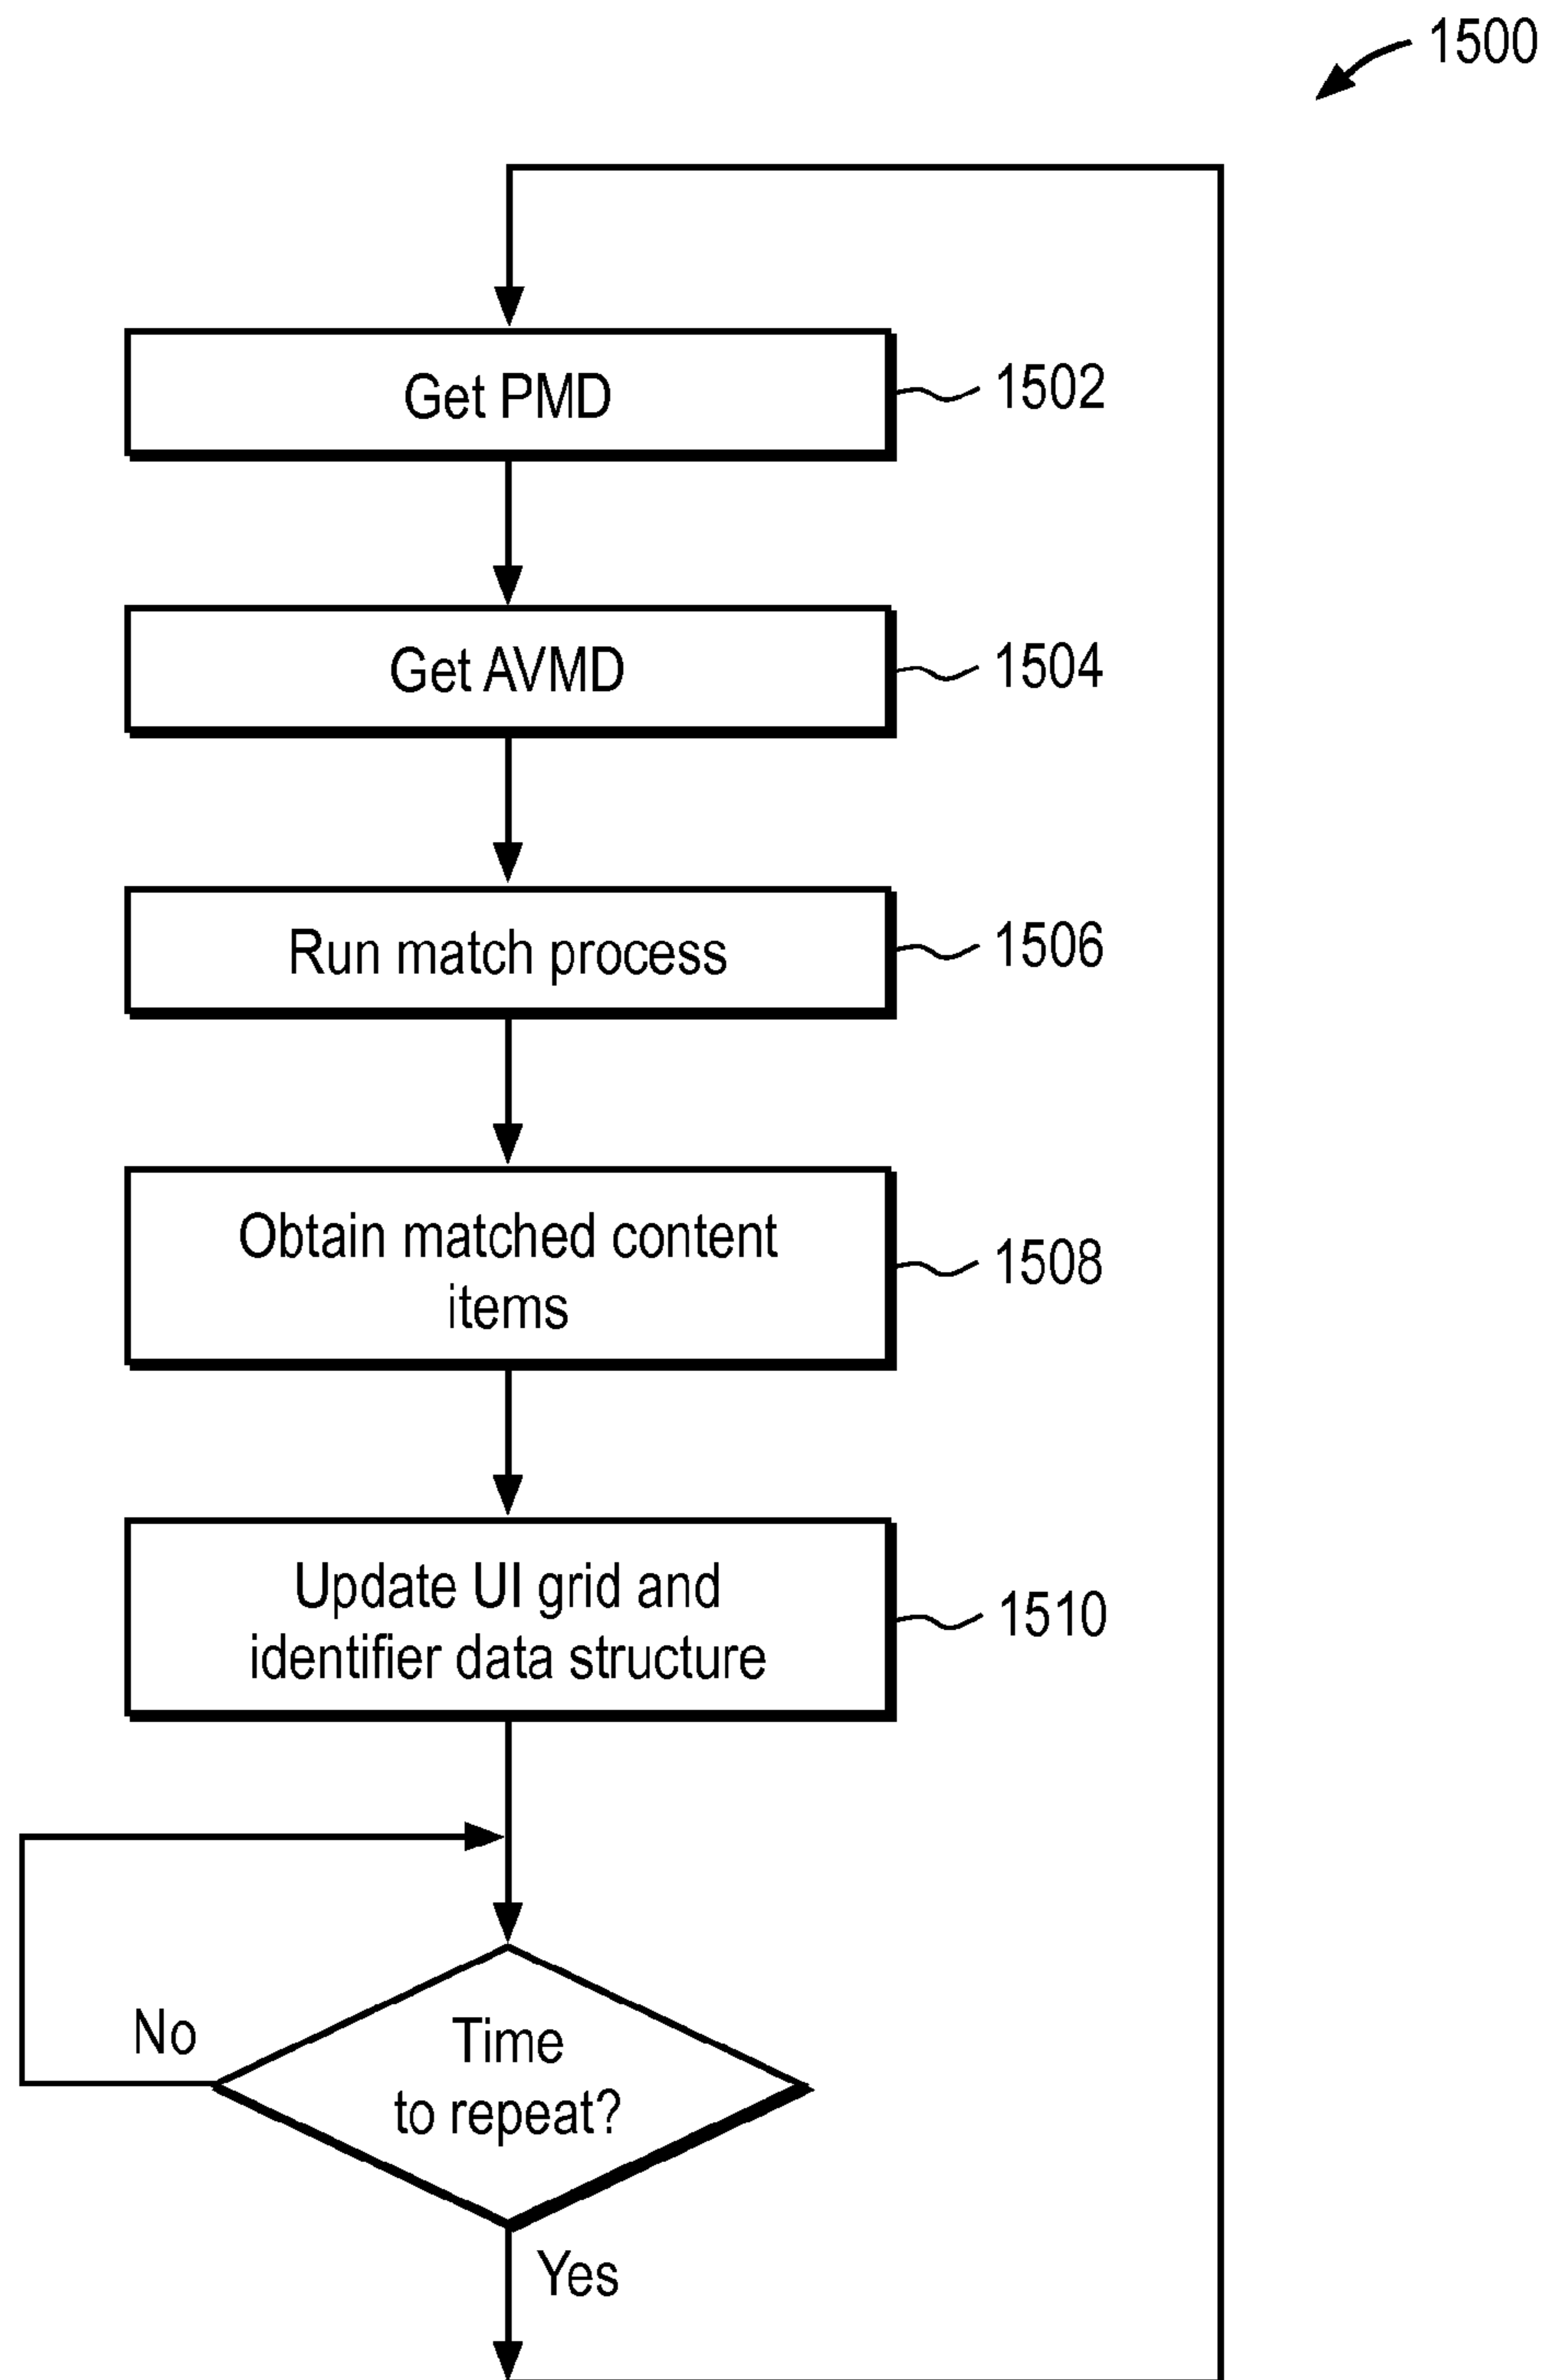 1500
Get PMD
1502
Get AVMD
1504
Run match process
1506
Obtain matched content
items
1508
Update UI grid and
identifier data structure
1510
No
Time
to repeat?
Yes